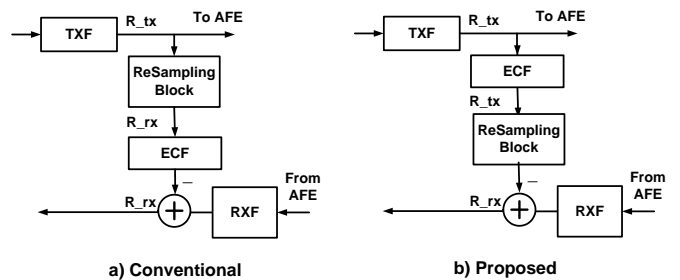 R_tx
To AFE
TXF
ReSampling
Block
R_rx
ECF
_
From
AFE
R_rx
+
RXF
a) Conventional
R_tx
To AFE
TXF
ECF
R_tx
ReSampling
Block
_
From
AFE
R_rx
+
RXF
b) Proposed